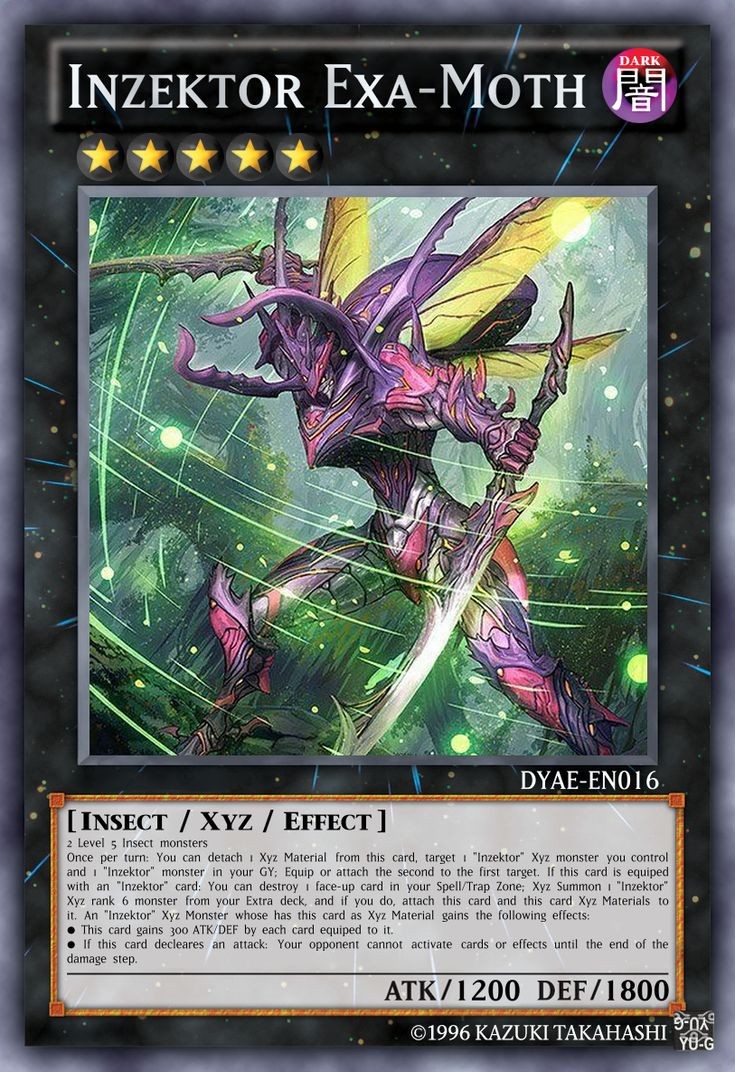 INZEKTOR EXA-MOTH
DARK
闇
DYAE-EN016
[INSECT / XYZ / EFFECT]
2 Level 5 Insect monsters
Once per turn: You can detach 1 Xyz Material from this card, target 1 "Inzektor" Xyz monster you control
and 1 "Inzektor" monster in your GY; Equip or attach the second to the first target. If this card is equiped
with an "Inzektor" card: You can destroy 1 face-up card in your Spell/Trap Zone; Xyz Summon 1 "Inzektor"
Xyz rank 6 monster from your Extra deck, and if you do, attach this card and this card Xyz Materials to
it. An "Inzektor" Xyz Monster whose has this card as Xyz Material gains the following effects:
● This card gains 300 ATK/DEF by each card equiped to it.
● If this card decleares an attack: Your opponent cannot activate cards or effects until the end of the
damage step.
ATK/1200 DEF/1800
©1996 KAZUKI TAKAHASHI
YU-G